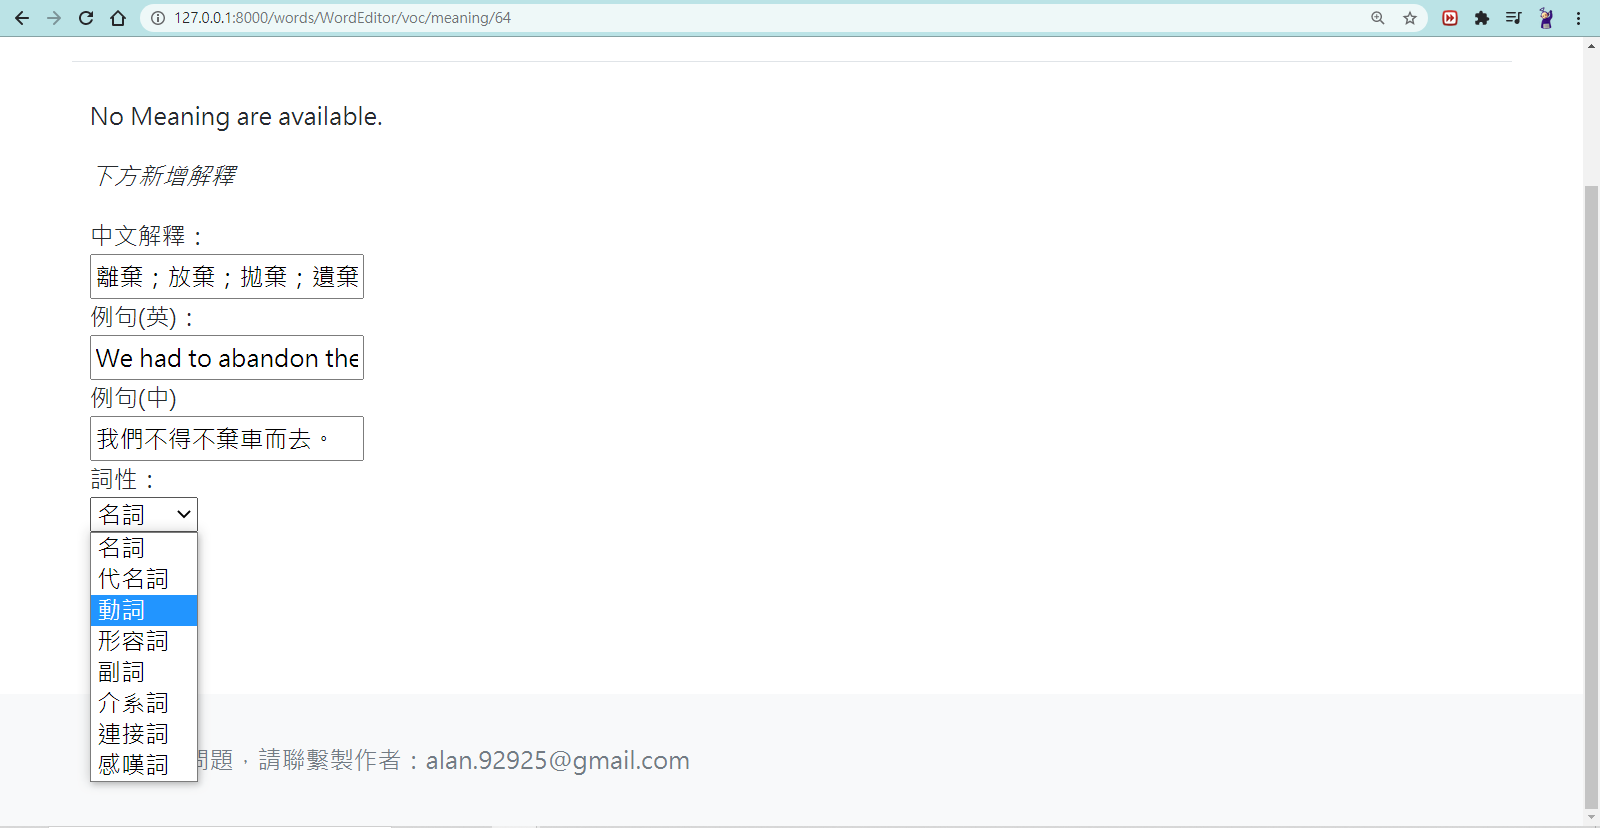 127.0.0.1:8000/words/WordEditor/voc/meaning/64
No Meaning are available.
下方新增解釋
中文解釋：
離棄；放棄；拋棄；遺棄
例句(英)：
We had to abandon the
例句(中)
我們不得不棄車而去。
詞性：
名詞
名詞
代名詞
動詞
形容詞
副詞
介系詞
連接詞
感嘆詞
問題，請聯繫製作者：alan.92925@gmail.com